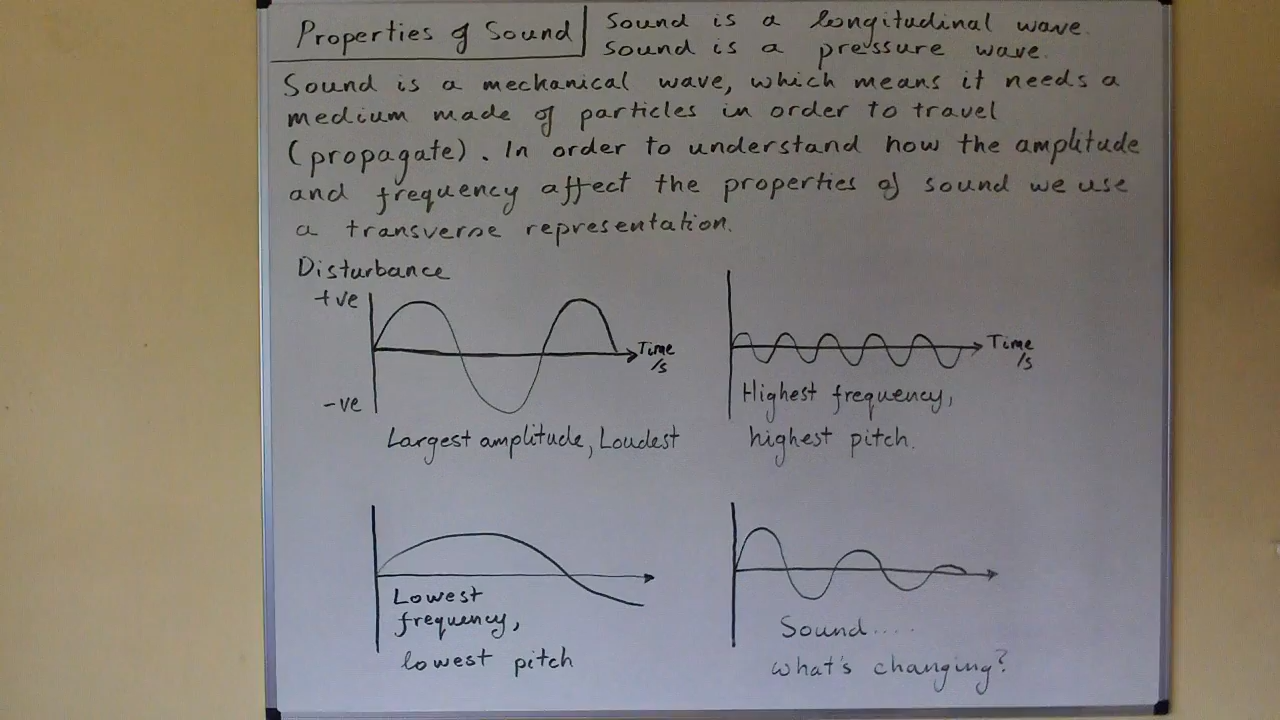 Properties of Sound
Sound is a longitudinal wave.
Sound is a pressure wave.
Sound is a mechanical wave, which means it needs a
medium made of particles in order to travel
(propagate). In order to understand how the amplitude
and frequency affect the properties of sound we use
a transverse representation.
Disturbance
+ve
Time
/s
-ve
Largest amplitude, Loudest
Time
/s
Highest frequency,
highest pitch.
Lowest
frequency,
lowest pitch
Sound....
what's changing?